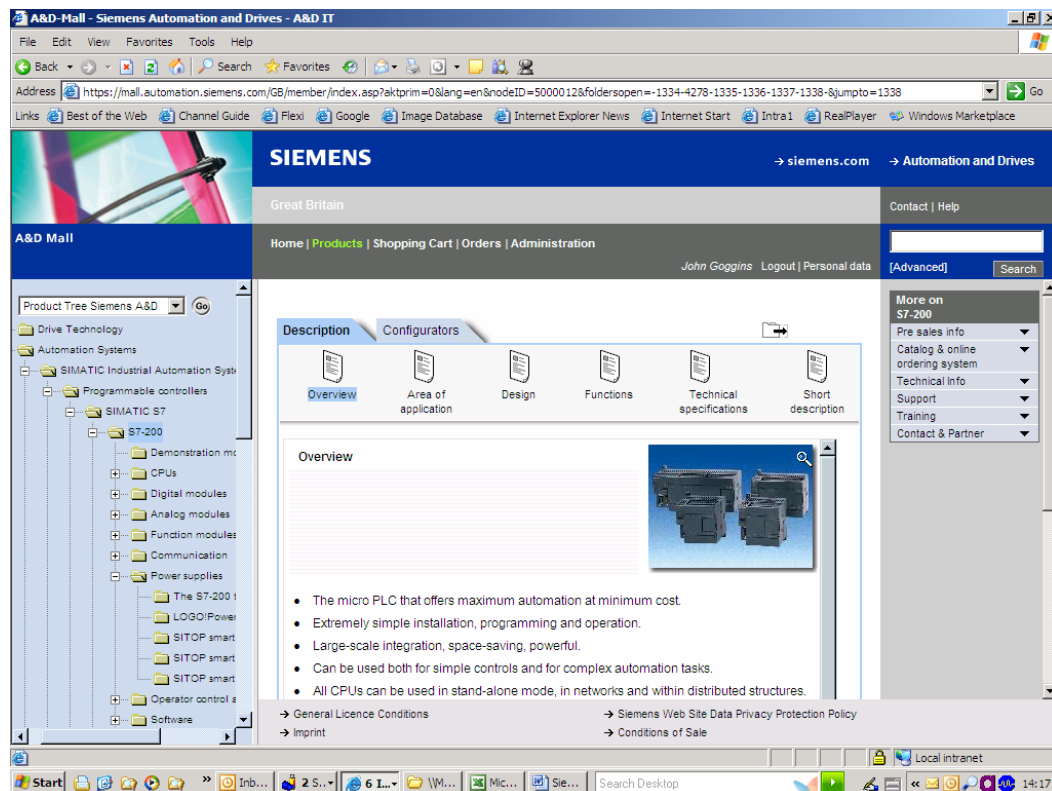 A&D-Mall - Siemens Automation and Drives - A&D IT
File Edit View Favorites Tools Help
Back Search Favorites
Address https://mall.automation.siemens.com/GB/member/index.asp?aktprim=0&lang=en&nodeID=5000012&foldersopen=-1334-4278-1335-1336-1337-1338-&jumpto=1338 Go
Links Best of the Web Channel Guide Flexi Google Image Database Internet Explorer News Internet Start Intra1 RealPlayer Windows Marketplace
SIEMENS
→ siemens.com → Automation and Drives
Great Britain
Contact | Help
A&D Mall
Home | Products | Shopping Cart | Orders | Administration
John Goggins Logout | Personal data
[Advanced] Search
Product Tree Siemens A&D Go
Drive Technology
Automation Systems
SIMATIC Industrial Automation Syste
Programmable controllers
SIMATIC S7
S7-200
Demonstration mo
CPUs
Digital modules
Analog modules
Function modules
Communication
Power supplies
The S7-200
LOGO!Power
SITOP smart
SITOP smart
SITOP smart
Operator control a
Software
Description Configurators
Overview
Area of application
Design
Functions
Technical specifications
Short description
Overview
• The micro PLC that offers maximum automation at minimum cost.
• Extremely simple installation, programming and operation.
• Large-scale integration, space-saving, powerful.
• Can be used both for simple controls and for complex automation tasks.
• All CPUs can be used in stand-alone mode, in networks and within distributed structures.
More on
S7-200
Pre sales info
Catalog & online
ordering system
Technical Info
Support
Training
Contact & Partner
→ General Licence Conditions → Siemens Web Site Data Privacy Protection Policy
→ Imprint → Conditions of Sale
Local intranet
Start » Inb... 2 S... 6 I... \\M... Mic... Sie... Search Desktop « 14:17